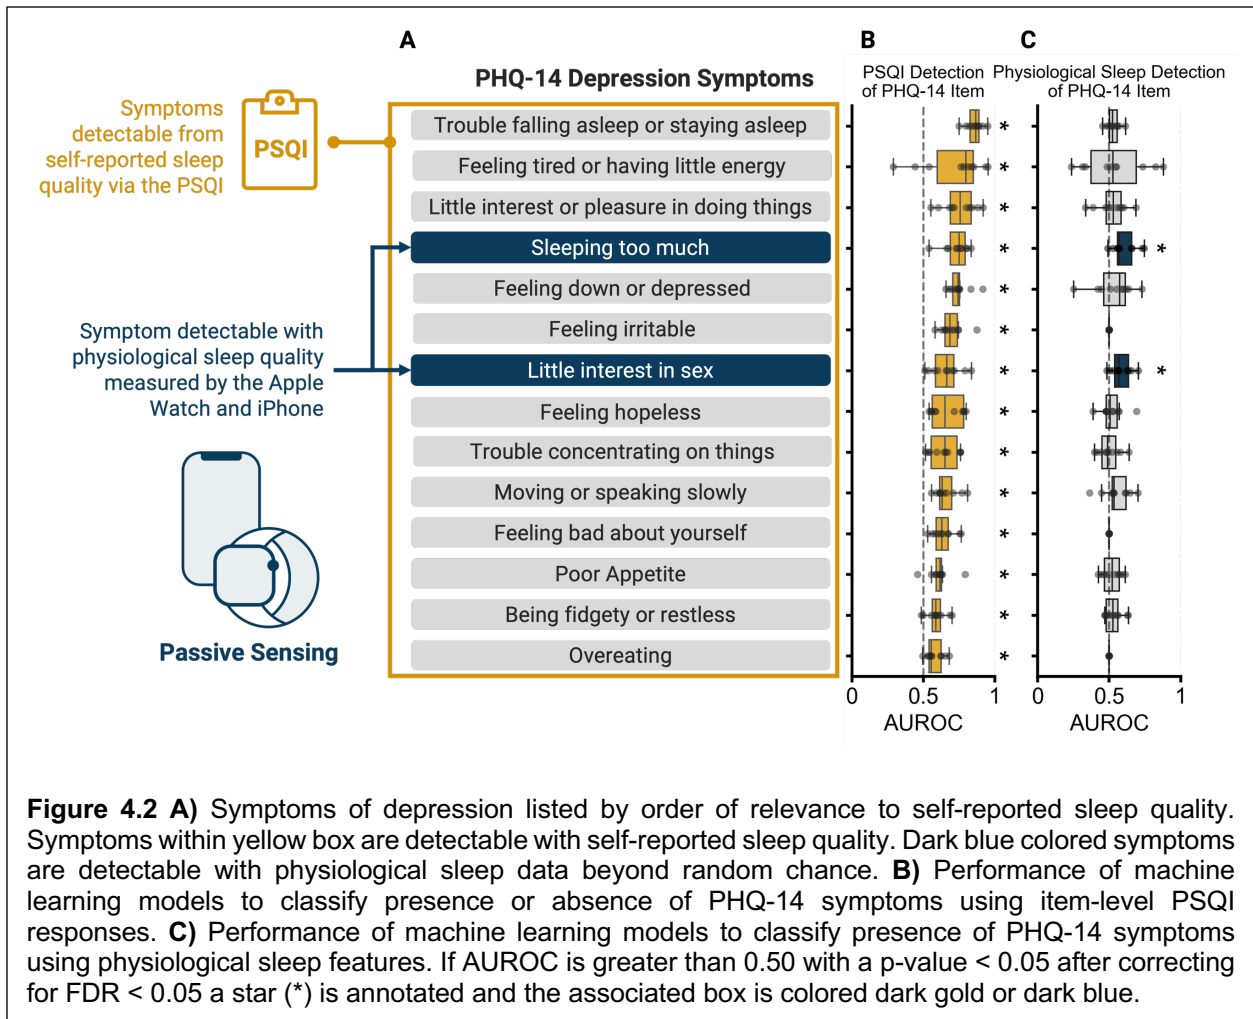 A
B
C
PHQ-14 Depression Symptoms
PSQI Detection
of PHQ-14 Item
Physiological Sleep Detection
of PHQ-14 Item
Symptoms
detectable from
self-reported sleep
quality via the PSQI
PSQI
Trouble falling asleep or staying asleep
*
Feeling tired or having little energy
*
Little interest or pleasure in doing things
*
Sleeping too much
*
*
Feeling down or depressed
*
Feeling irritable
*
Symptom detectable with
physiological sleep quality
measured by the Apple
Watch and iPhone
Little interest in sex
*
*
Feeling hopeless
*
Trouble concentrating on things
*
Moving or speaking slowly
*
Feeling bad about yourself
*
Poor Appetite
*
Being fidgety or restless
*
Overeating
*
Passive Sensing
0 0.5 1
AUROC
0 0.5 1
AUROC
Figure 4.2 A) Symptoms of depression listed by order of relevance to self-reported sleep quality.
Symptoms within yellow box are detectable with self-reported sleep quality. Dark blue colored symptoms
are detectable with physiological sleep data beyond random chance. B) Performance of machine
learning models to classify presence or absence of PHQ-14 symptoms using item-level PSQI
responses. C) Performance of machine learning models to classify presence of PHQ-14 symptoms
using physiological sleep features. If AUROC is greater than 0.50 with a p-value < 0.05 after correcting
for FDR < 0.05 a star (*) is annotated and the associated box is colored dark gold or dark blue.